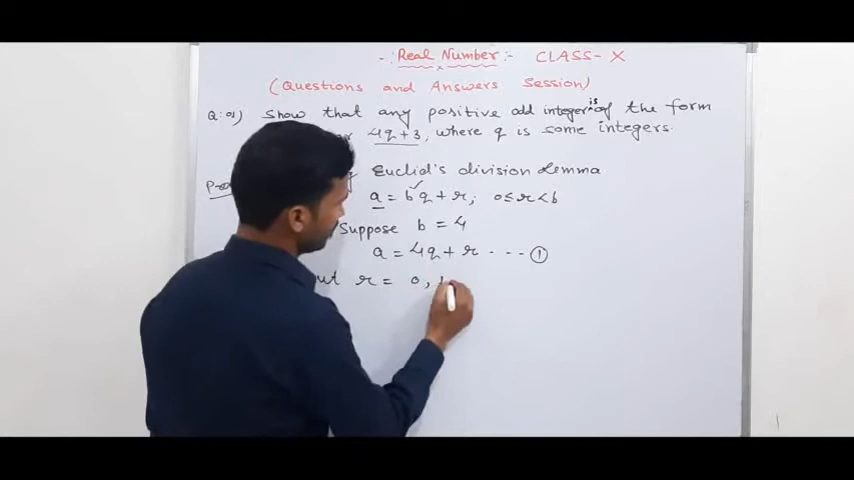 -: Real Number :- CLASS - X
(Questions and Answers Session)
Q:01) Show that any positive odd integer is of the form
4q+3, where q is some integers.
Euclid's division Lemma
a = bq + r; 0 ≤ r < b
Suppose b = 4
a = 4q + r - - - ①
r = 0,